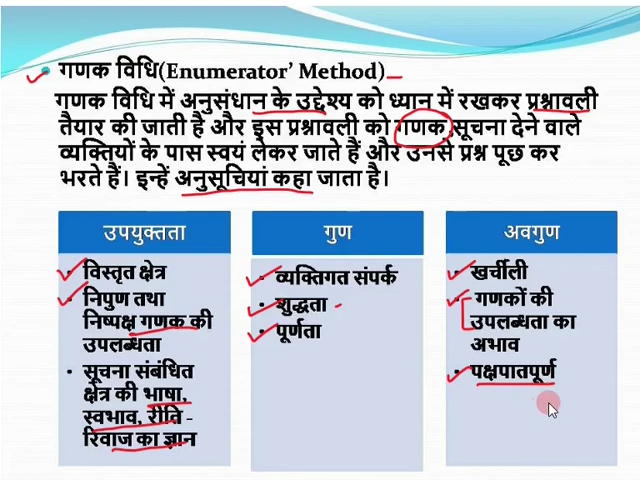 गणक विधि(Enumerator' Method)
गणक विधि में अनुसंधान के उद्देश्य को ध्यान में रखकर प्रश्नावली
तैयार की जाती है और इस प्रश्नावली को गणक सूचना देने वाले
व्यक्तियों के पास स्वयं लेकर जाते हैं और उनसे प्रश्न पूछ कर
भरते हैं। इन्हें अनुसूचियां कहा जाता है।
उपयुक्तता
विस्तृत क्षेत्र
निपुण तथा
निष्पक्ष गणक की
उपलब्धता
सूचना संबंधित
क्षेत्र की भाषा,
स्वभाव, रीति -
रिवाज का ज्ञान
गुण
व्यक्तिगत संपर्क
शुद्धता
पूर्णता
अवगुण
खर्चीली
गणकों की
उपलब्धता का
अभाव
पक्षपातपूर्ण